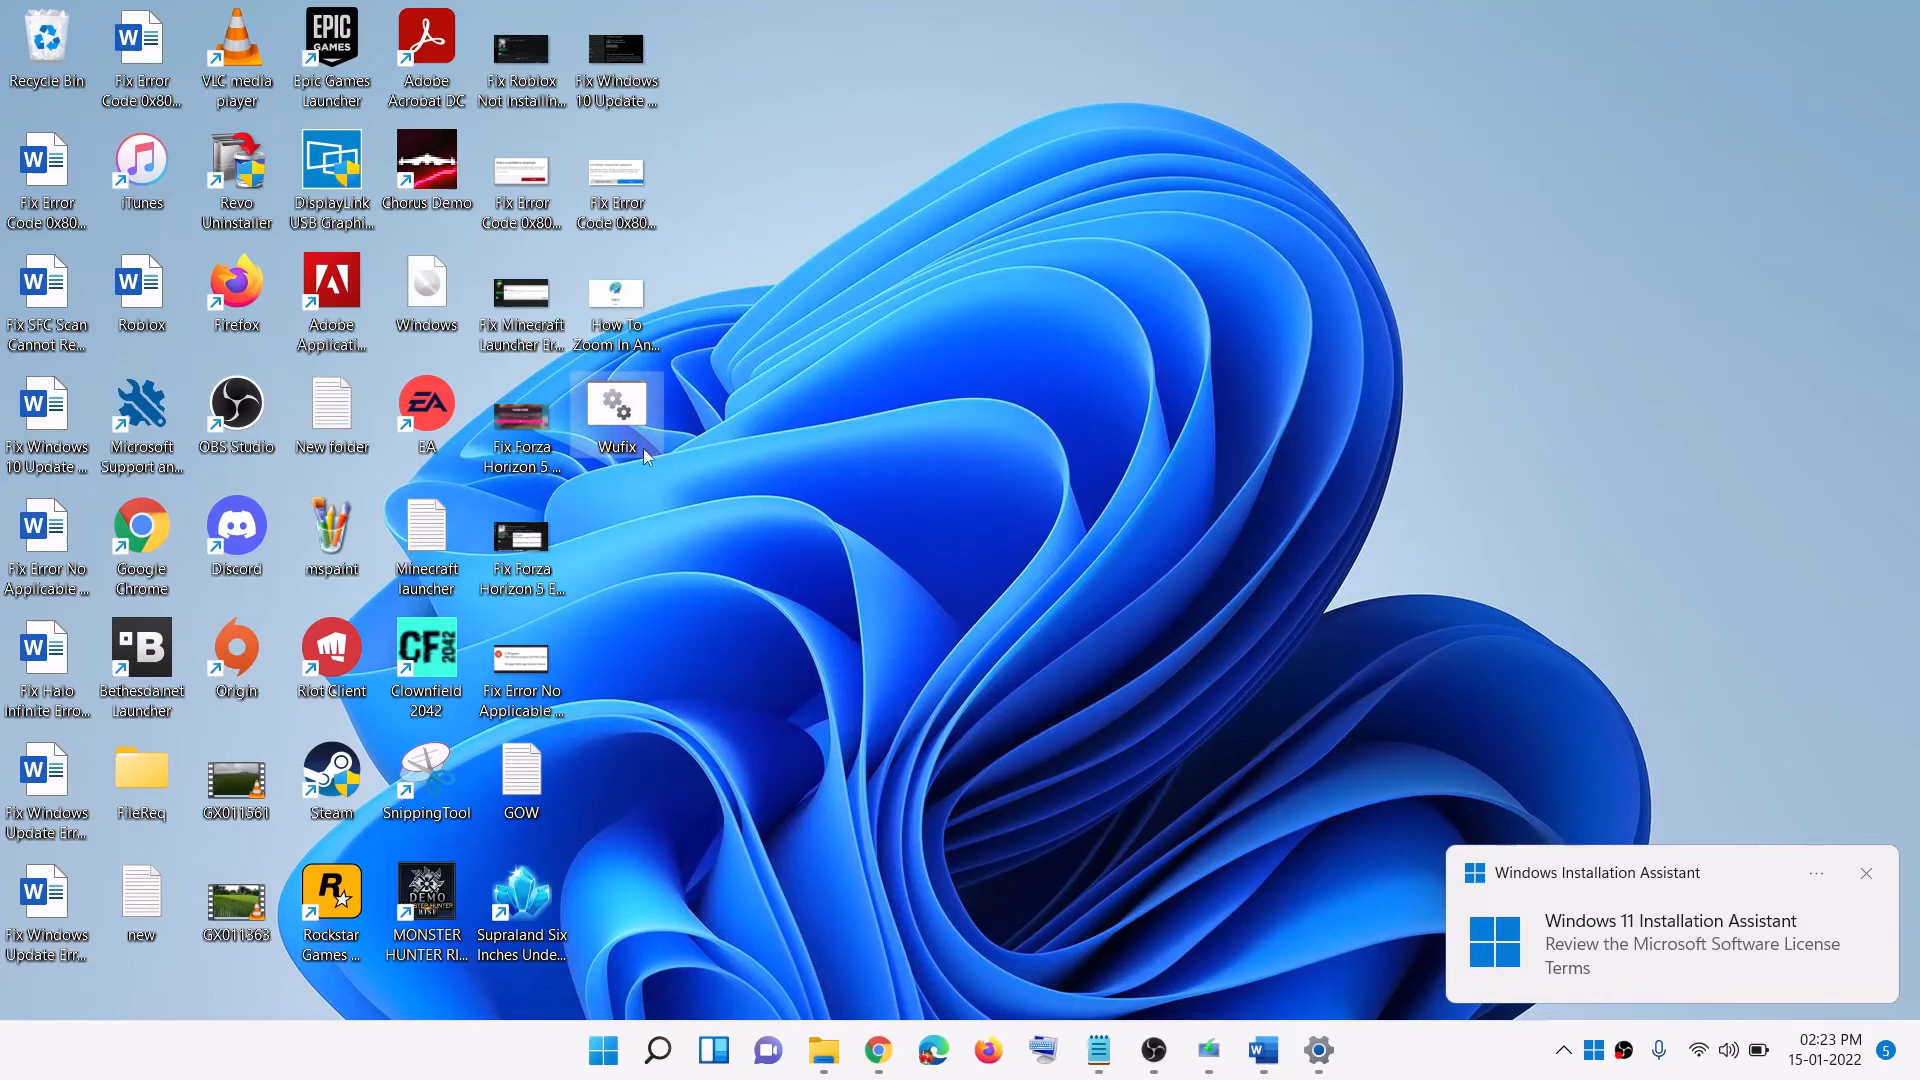 Recycle Bin
Fix Error
Code 0x80...
VLC media
player
EPIC
GAMES
Epic Games
Launcher
Adobe
Acrobat DC
Fix Roblox
Not Installin...
Fix Windows
10 Update ...
Fix Error
Code 0x80...
iTunes
Revo
Uninstaller
DisplayLink
USB Graphi...
Chorus Demo
Fix Error
Code 0x80...
Fix Error
Code 0x80...
Fix SFC Scan
Cannot Re...
Roblox
Firefox
Adobe
Applicati...
Windows
Fix Minecraft
Launcher Er...
How To
Zoom In An...
Fix Windows
10 Update ...
Microsoft
Support an...
OBS Studio
New folder
EA
EA
Fix Forza
Horizon 5 ...
Wufix
Fix Error No
Applicable ...
Google
Chrome
Discord
mspaint
Minecraft
launcher
Fix Forza
Horizon 5 E...
Fix Halo
Infinite Erro...
Bethesda.net
Launcher
Origin
Riot Client
CF
2042
Clownfield
2042
Fix Error No
Applicable ...
Fix Windows
Update Err...
FileReq
GX011561
Steam
SnippingTool
GOW
Fix Windows
Update Err...
new
GX011363
Rockstar
Games ...
DEMO
MONSTER
HUNTER RI...
Supraland Six
Inches Unde...
Windows Installation Assistant
Windows 11 Installation Assistant
Review the Microsoft Software License
Terms
02:23 PM
15-01-2022
5